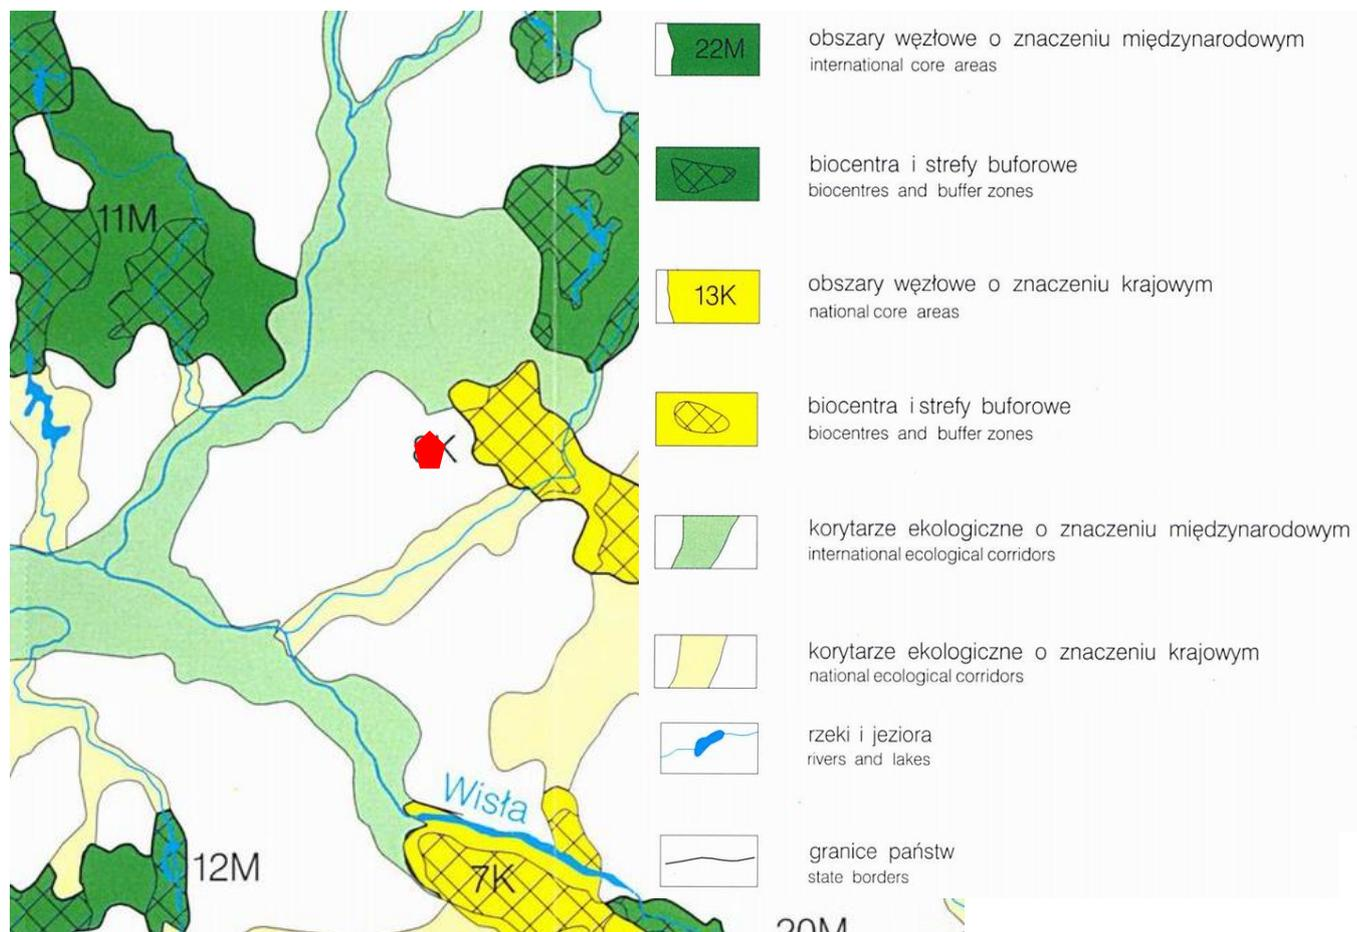 11M
8K
Wisła
12M
7K
20M
22M
obszary węzłowe o znaczeniu międzynarodowym
international core areas
biocentra i strefy buforowe
biocentres and buffer zones
13K
obszary węzłowe o znaczeniu krajowym
national core areas
biocentra i strefy buforowe
biocentres and buffer zones
korytarze ekologiczne o znaczeniu międzynarodowym
international ecological corridors
korytarze ekologiczne o znaczeniu krajowym
national ecological corridors
rzeki i jeziora
rivers and lakes
granice państw
state borders